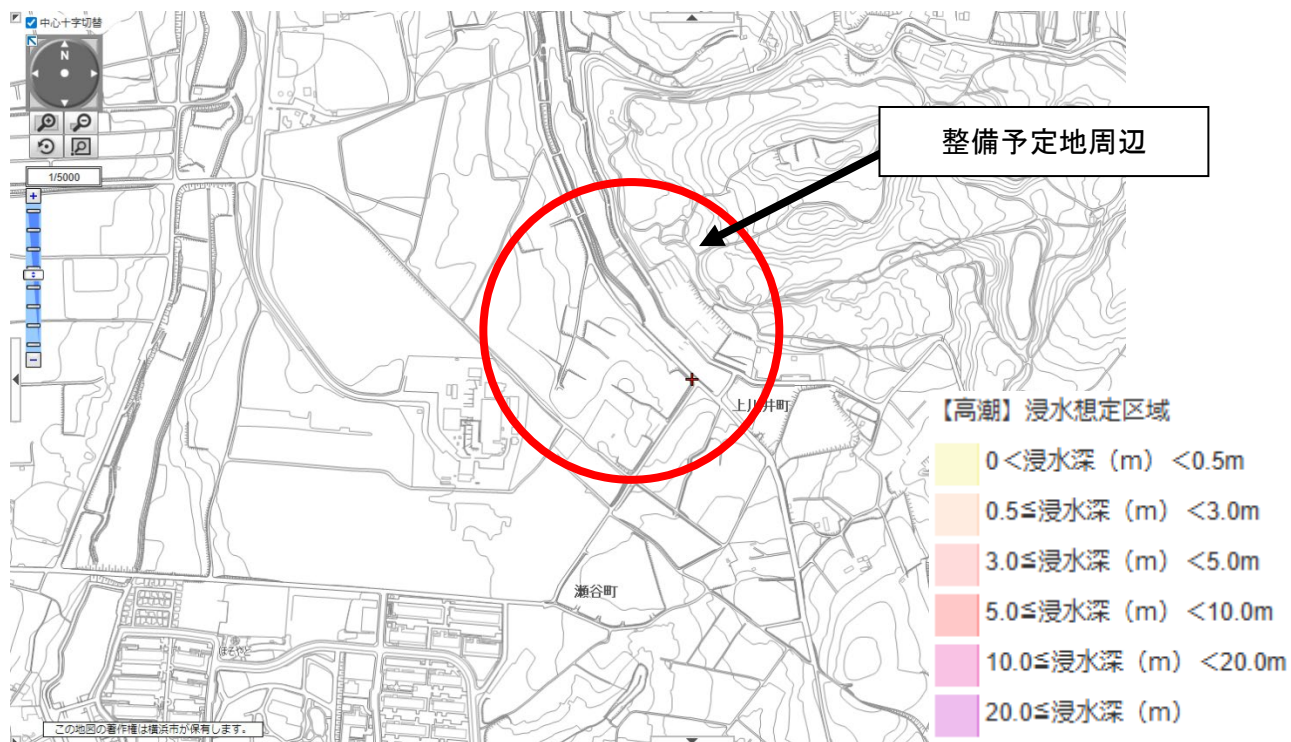 中心十字切替
N
1/5000
整備予定地周辺
上川井町
瀬谷町
ほそやと
この地図の著作権は横浜市が保有します。
【高潮】浸水想定区域
0＜浸水深（m）＜0.5m
0.5≦浸水深（m）＜3.0m
3.0≦浸水深（m）＜5.0m
5.0≦浸水深（m）＜10.0m
10.0≦浸水深（m）＜20.0m
20.0≦浸水深（m）